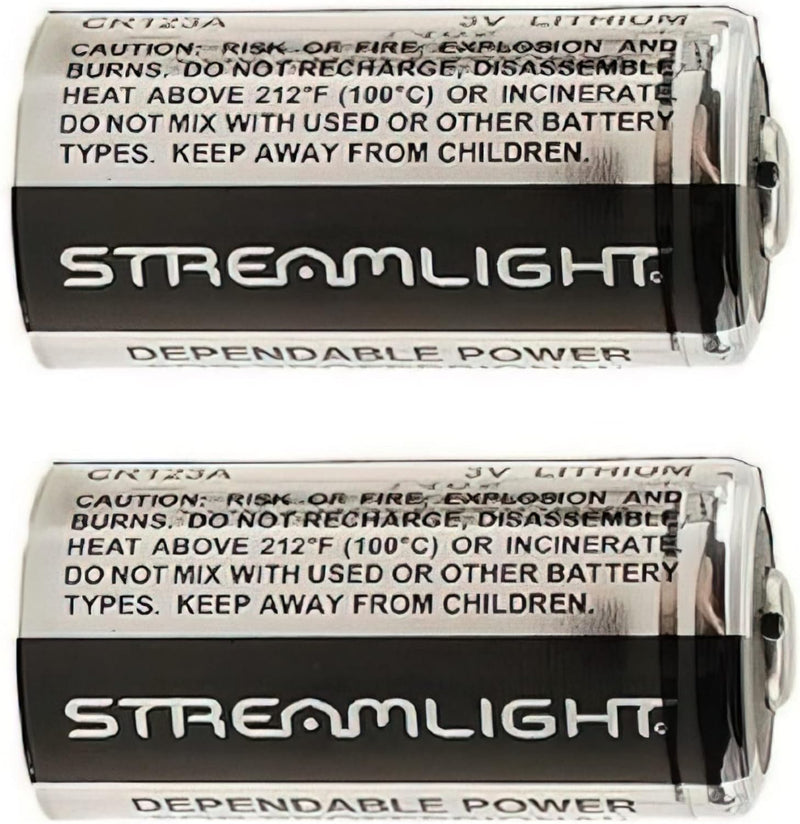 CR123A 3V LITHIUM
CAUTION: RISK OF FIRE, EXPLOSION AND
BURNS. DO NOT RECHARGE, DISASSEMBLE,
HEAT ABOVE 212°F (100°C) OR INCINERATE.
DO NOT MIX WITH USED OR OTHER BATTERY
TYPES. KEEP AWAY FROM CHILDREN.
STREAMLIGHT
DEPENDABLE POWER
CR123A 3V LITHIUM
CAUTION: RISK OF FIRE, EXPLOSION AND
BURNS. DO NOT RECHARGE, DISASSEMBLE,
HEAT ABOVE 212°F (100°C) OR INCINERATE.
DO NOT MIX WITH USED OR OTHER BATTERY
TYPES. KEEP AWAY FROM CHILDREN.
STREAMLIGHT
DEPENDABLE POWER